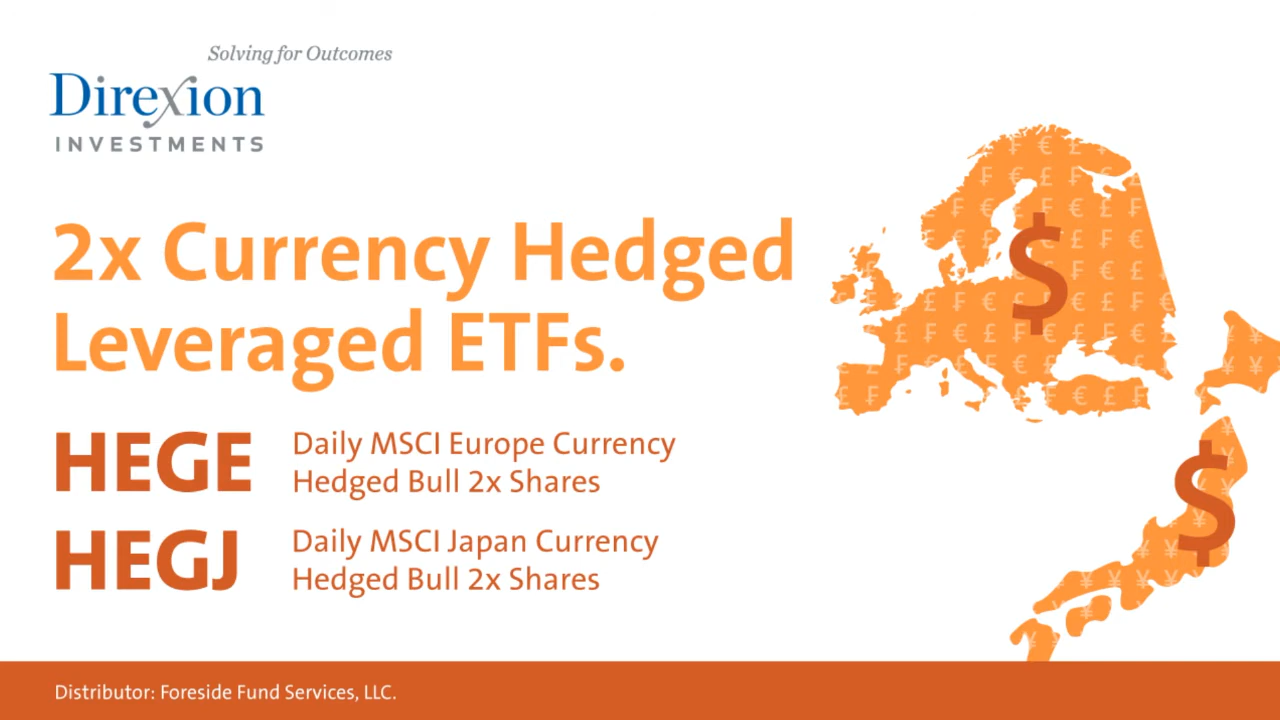 Solving for Outcomes
Direxion
INVESTMENTS
2x Currency Hedged
Leveraged ETFs.
HEGE
Daily MSCI Europe Currency
Hedged Bull 2x Shares
HEGJ
Daily MSCI Japan Currency
Hedged Bull 2x Shares
$
$
Distributor: Foreside Fund Services, LLC.